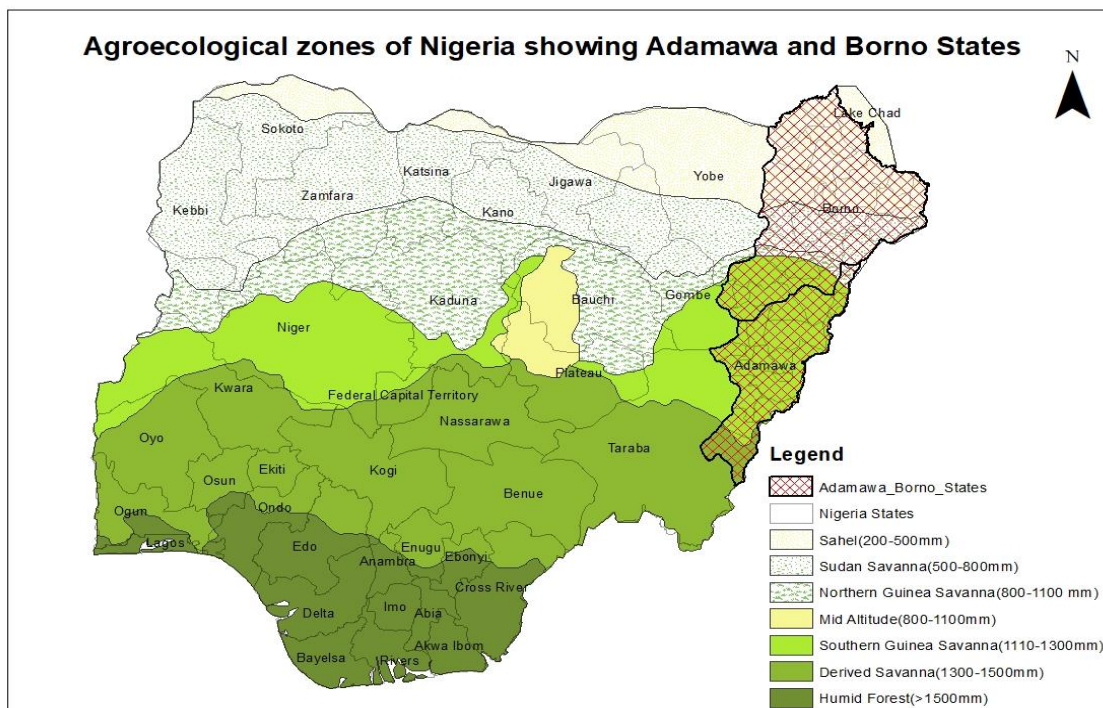 Agroecological zones of Nigeria showing Adamawa and Borno States
N
Lake Chad
Sokoto
Yobe
Katsina
Jigawa
Zamfara
Kebbi
Kano
Borno
Kaduna
Bauchi
Gombe
Niger
Adamawa
Plateau
Kwara
Federal Capital Territory
Nassarawa
Oyo
Taraba
Ekiti
Kogi
Osun
Benue
Ogun
Ondo
Lagos
Edo
Enugu
Ebonyi
Anambra
Cross River
Delta
Imo
Abia
Akwa Ibom
Bayelsa
Rivers
Legend
Adamawa_Borno_States
Nigeria States
Sahel(200-500mm)
Sudan Savanna(500-800mm)
Northern Guinea Savanna(800-1100 mm)
Mid Altitude(800-1100mm)
Southern Guinea Savanna(1110-1300mm)
Derived Savanna(1300-1500mm)
Humid Forest(>1500mm)